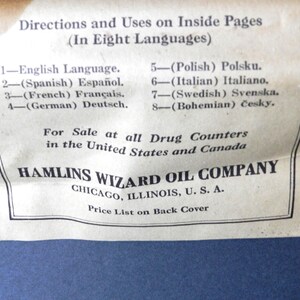 Directions and Uses on Inside Pages
(In Eight Languages)
1—English Language.
2—(Spanish) Español.
3—(French) Français.
4—(German) Deutsch.
5—(Polish) Polsku.
6—(Italian) Italiano.
7—(Swedish) Svenska.
8—(Bohemian) Česky.
For Sale at all Drug Counters
in the United States and Canada
HAMLINS WIZARD OIL COMPANY
CHICAGO, ILLINOIS, U. S. A.
Price List on Back Cover